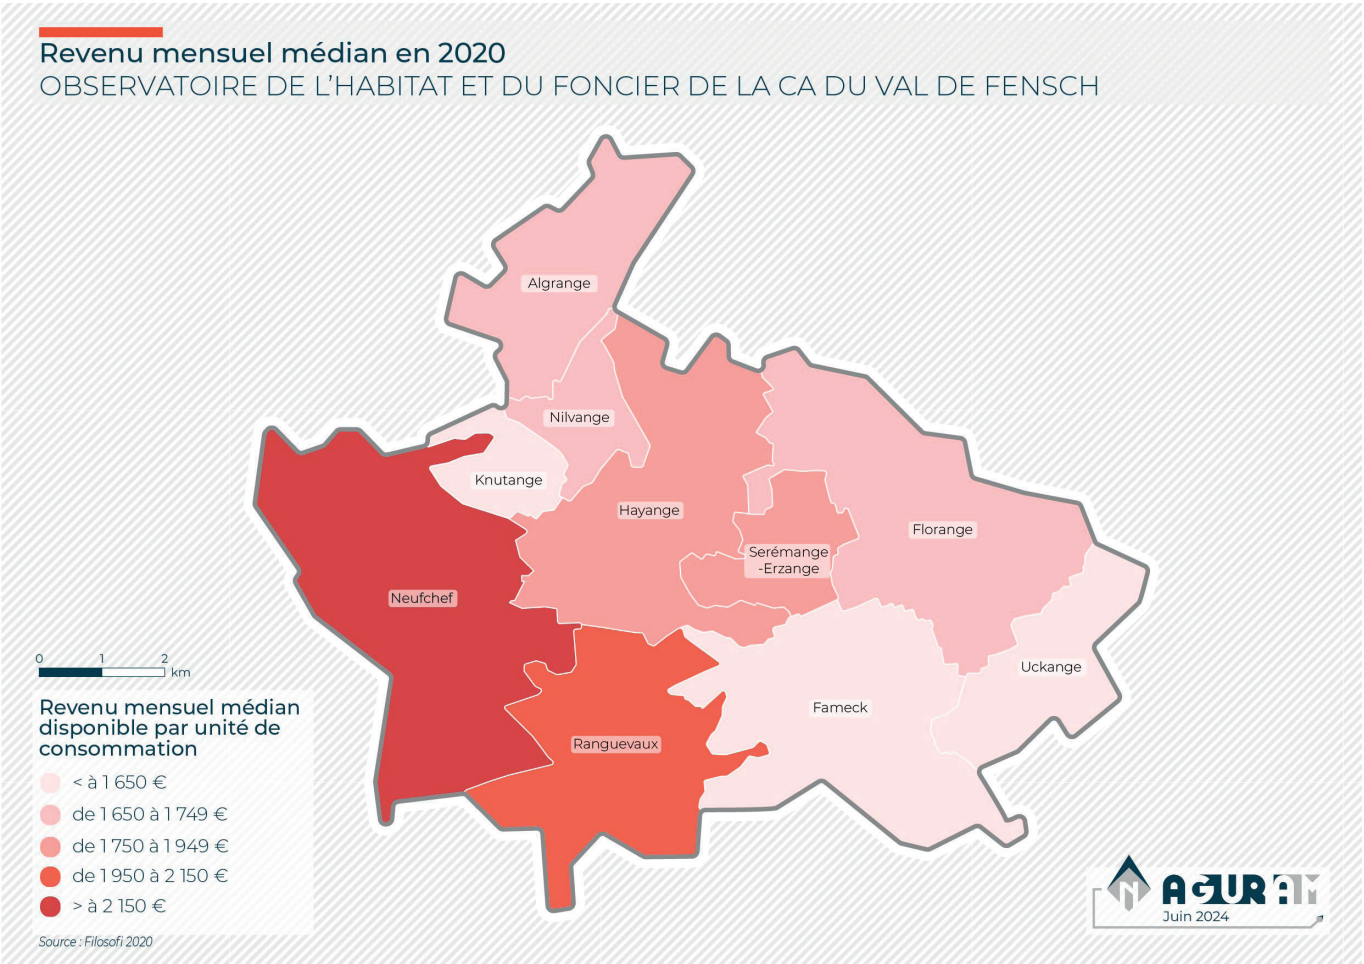 Revenu mensuel médian en 2020
OBSERVATOIRE DE L'HABITAT ET DU FONCIER DE LA CA DU VAL DE FENSCH
Algrange
Nilvange
Knutange
Hayange
Florange
Serémange
-Erzange
Neufchef
Uckange
Fameck
Ranguevaux
0 1 2
km
Revenu mensuel médian
disponible par unité de
consommation
< à 1 650 €
de 1 650 à 1 749 €
de 1 750 à 1 949 €
de 1 950 à 2 150 €
> à 2 150 €
Source : Filosofi 2020
N
AGURAM
Juin 2024